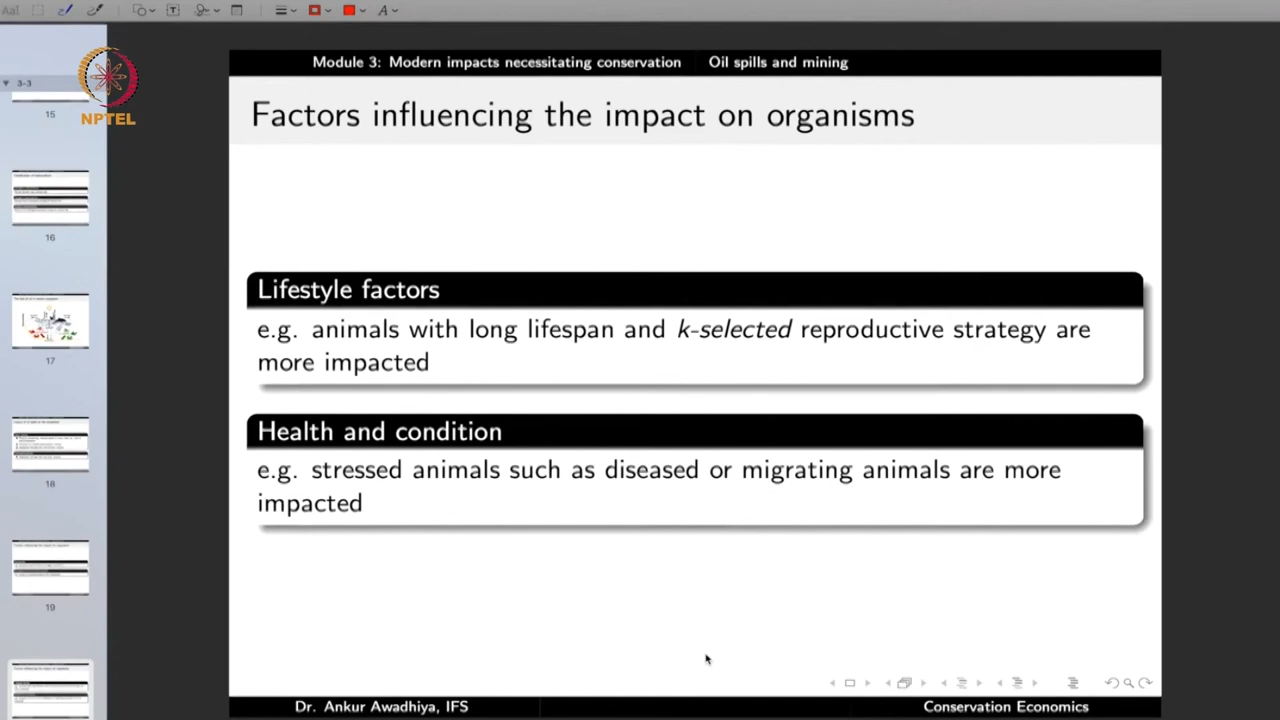 3-3
15
NPTEL
16
17
18
19
Module 3: Modern impacts necessitating conservation Oil spills and mining
Factors influencing the impact on organisms
Lifestyle factors
e.g. animals with long lifespan and k-selected reproductive strategy are
more impacted
Health and condition
e.g. stressed animals such as diseased or migrating animals are more
impacted
Dr. Ankur Awadhiya, IFS Conservation Economics